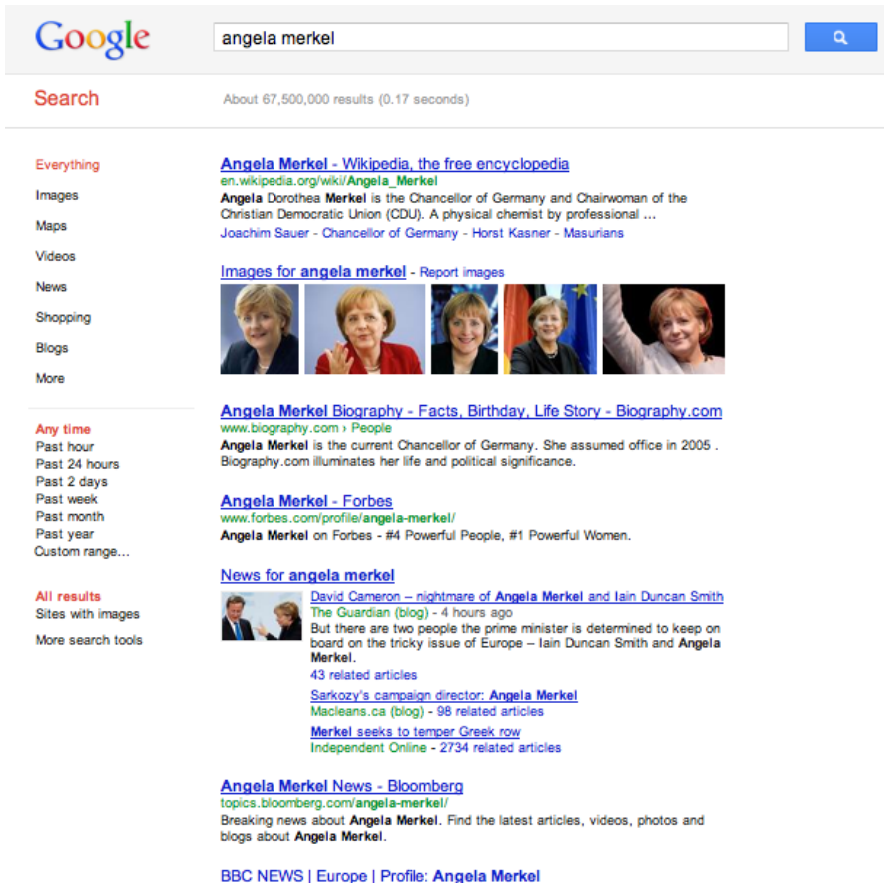 Google
angela merkel
Search
About 67,500,000 results (0.17 seconds)
Everything
Images
Maps
Videos
News
Shopping
Blogs
More
Any time
Past hour
Past 24 hours
Past 2 days
Past week
Past month
Past year
Custom range...
All results
Sites with images
More search tools
Angela Merkel - Wikipedia, the free encyclopedia
en.wikipedia.org/wiki/Angela_Merkel
Angela Dorothea Merkel is the Chancellor of Germany and Chairwoman of the
Christian Democratic Union (CDU). A physical chemist by professional ...
Joachim Sauer - Chancellor of Germany - Horst Kasner - Masurians
Images for angela merkel - Report images
Angela Merkel Biography - Facts, Birthday, Life Story - Biography.com
www.biography.com › People
Angela Merkel is the current Chancellor of Germany. She assumed office in 2005 .
Biography.com illuminates her life and political significance.
Angela Merkel - Forbes
www.forbes.com/profile/angela-merkel/
Angela Merkel on Forbes - #4 Powerful People, #1 Powerful Women.
News for angela merkel
David Cameron – nightmare of Angela Merkel and Iain Duncan Smith
The Guardian (blog) - 4 hours ago
But there are two people the prime minister is determined to keep on
board on the tricky issue of Europe – Iain Duncan Smith and Angela
Merkel.
43 related articles
Sarkozy's campaign director: Angela Merkel
Macleans.ca (blog) - 98 related articles
Merkel seeks to temper Greek row
Independent Online - 2734 related articles
Angela Merkel News - Bloomberg
topics.bloomberg.com/angela-merkel/
Breaking news about Angela Merkel. Find the latest articles, videos, photos and
blogs about Angela Merkel.
BBC NEWS | Europe | Profile: Angela Merkel